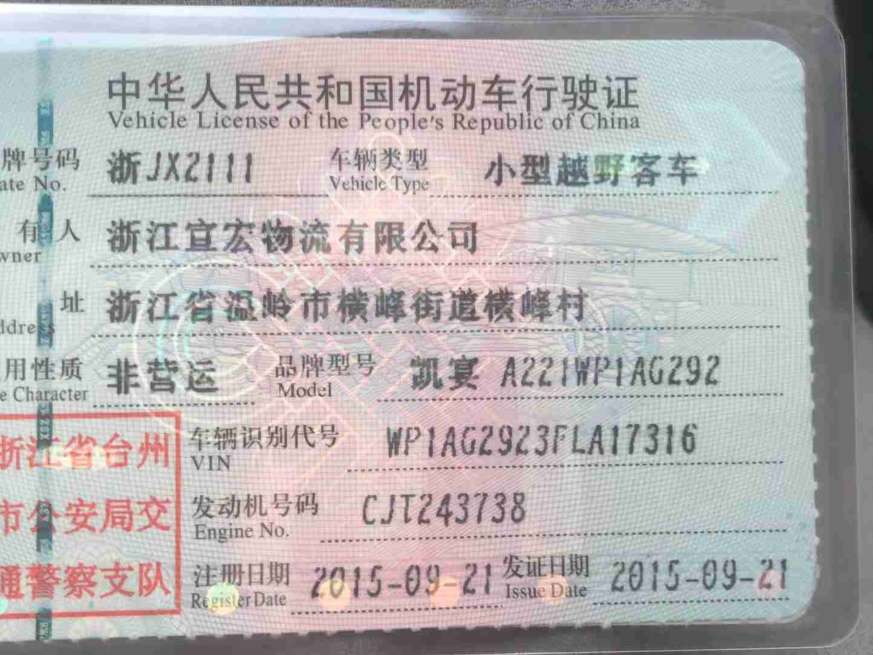 中华人民共和国机动车行驶证
Vehicle License of the People's Republic of China
牌号码 浙JX2111 车辆类型 小型越野客车
ate No. Vehicle Type
有人 浙江宜宏物流有限公司
wner
址 浙江省温岭市横峰街道横峰村
ddress
用性质 非营运 品牌型号 凯宴 A221WP1AG292
e Character Model
浙江省台州 车辆识别代号 WP1AG2923FLA17316
VIN
市公安局交 发动机号码 CJT243738
Engine No.
通警察支队 注册日期 2015-09-21 发证日期 2015-09-21
Register Date Issue Date